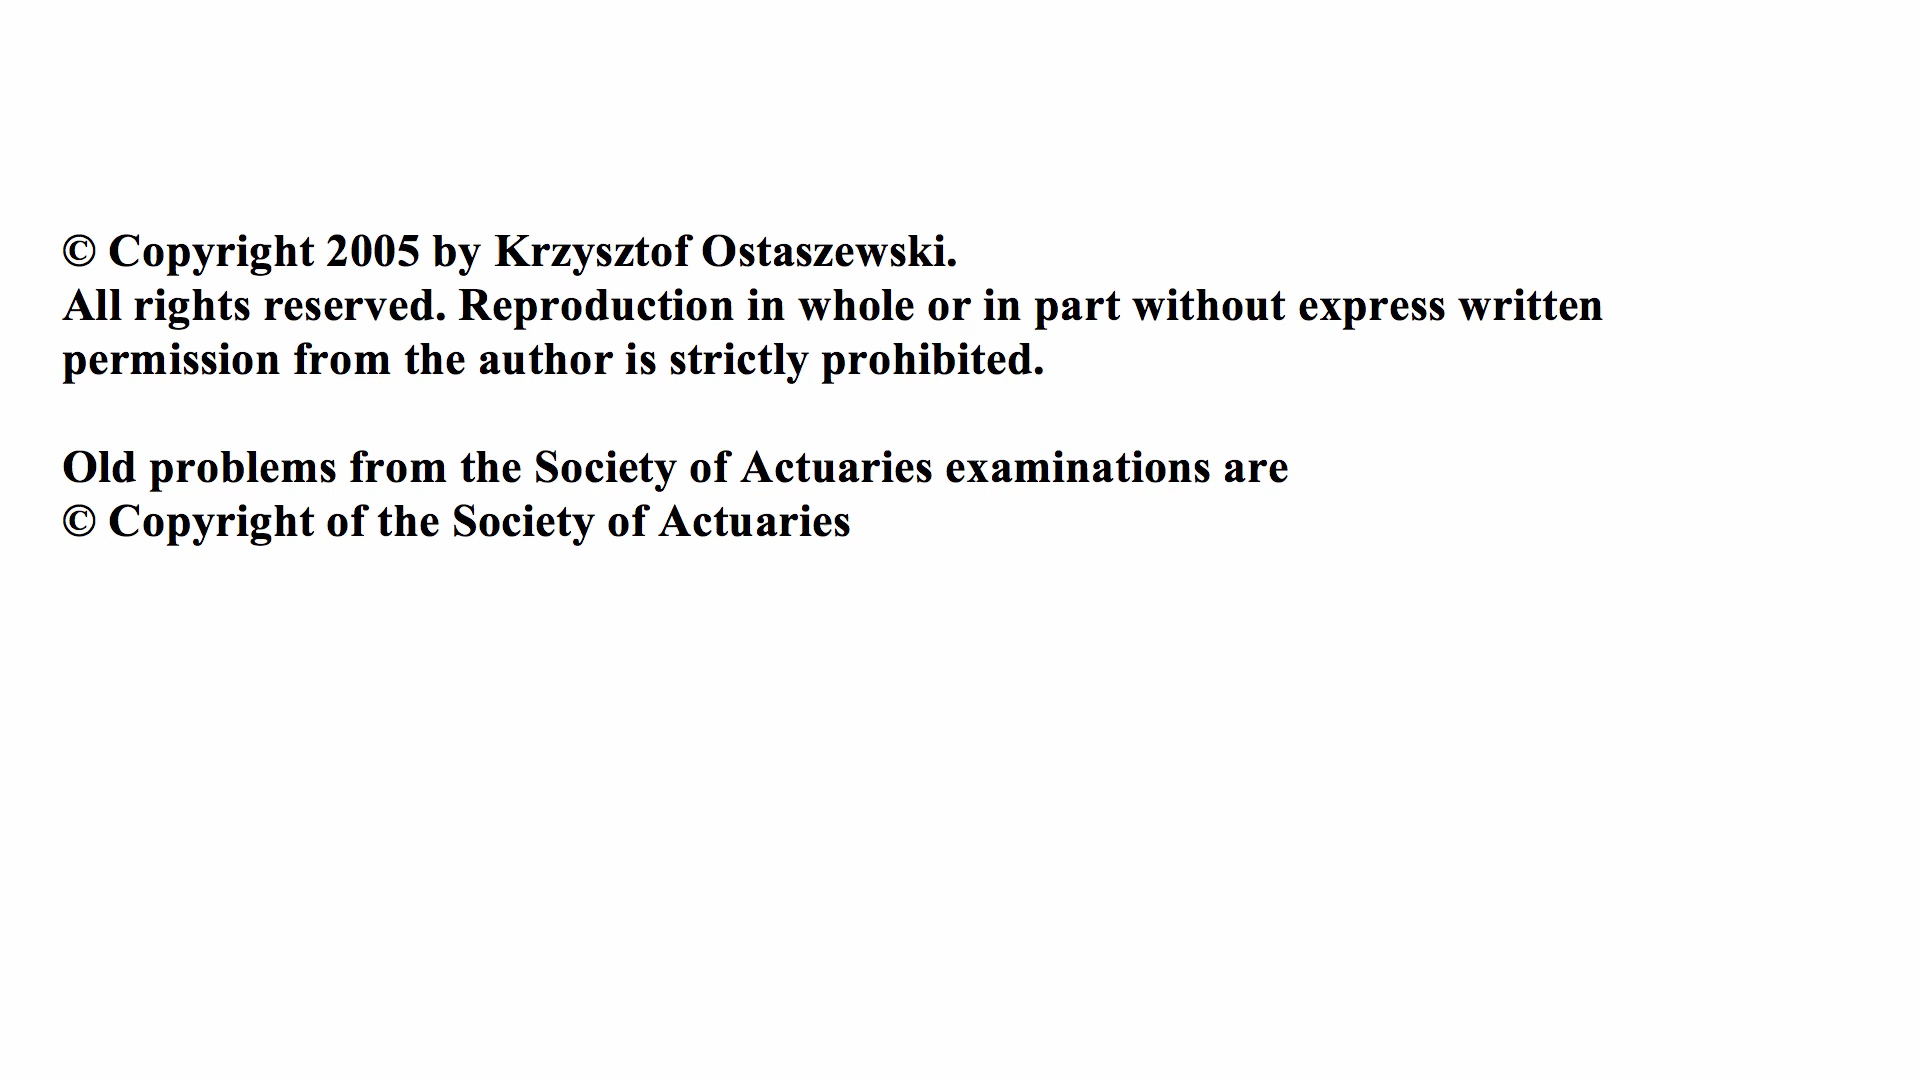 © Copyright 2005 by Krzysztof Ostaszewski.
All rights reserved. Reproduction in whole or in part without express written
permission from the author is strictly prohibited.
Old problems from the Society of Actuaries examinations are
© Copyright of the Society of Actuaries